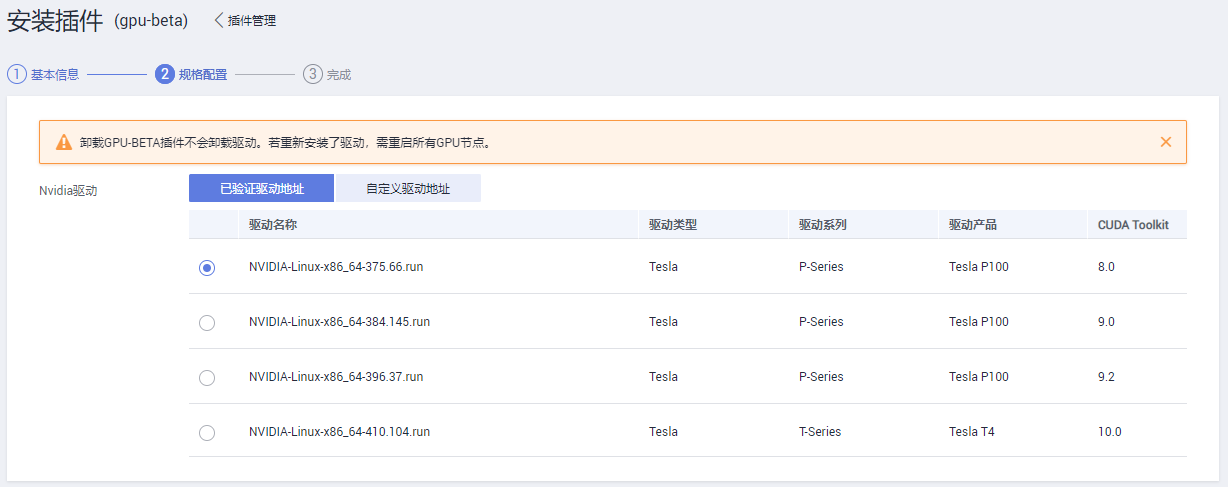 安装插件 (gpu-beta) 插件管理
1 基本信息 2 规格配置 3 完成
卸载GPU-BETA插件不会卸载驱动。若重新安装了驱动，需重启所有GPU节点。
Nvidia驱动 已验证驱动地址 自定义驱动地址
驱动名称 驱动类型 驱动系列 驱动产品 CUDA Toolkit
NVIDIA-Linux-x86_64-375.66.run Tesla P-Series Tesla P100 8.0
NVIDIA-Linux-x86_64-384.145.run Tesla P-Series Tesla P100 9.0
NVIDIA-Linux-x86_64-396.37.run Tesla P-Series Tesla P100 9.2
NVIDIA-Linux-x86_64-410.104.run Tesla T-Series Tesla T4 10.0